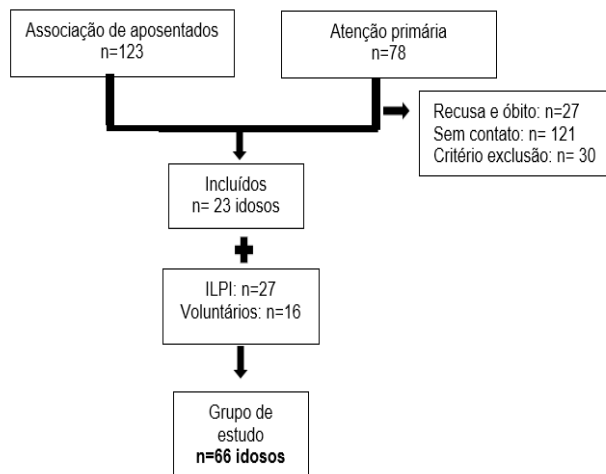 Associação de aposentados
n=123
Atenção primária
n=78
Recusa e óbito: n=27
Sem contato: n= 121
Critério exclusão: n= 30
Incluídos
n= 23 idosos
ILPI: n=27
Voluntários: n=16
Grupo de
estudo
n=66 idosos